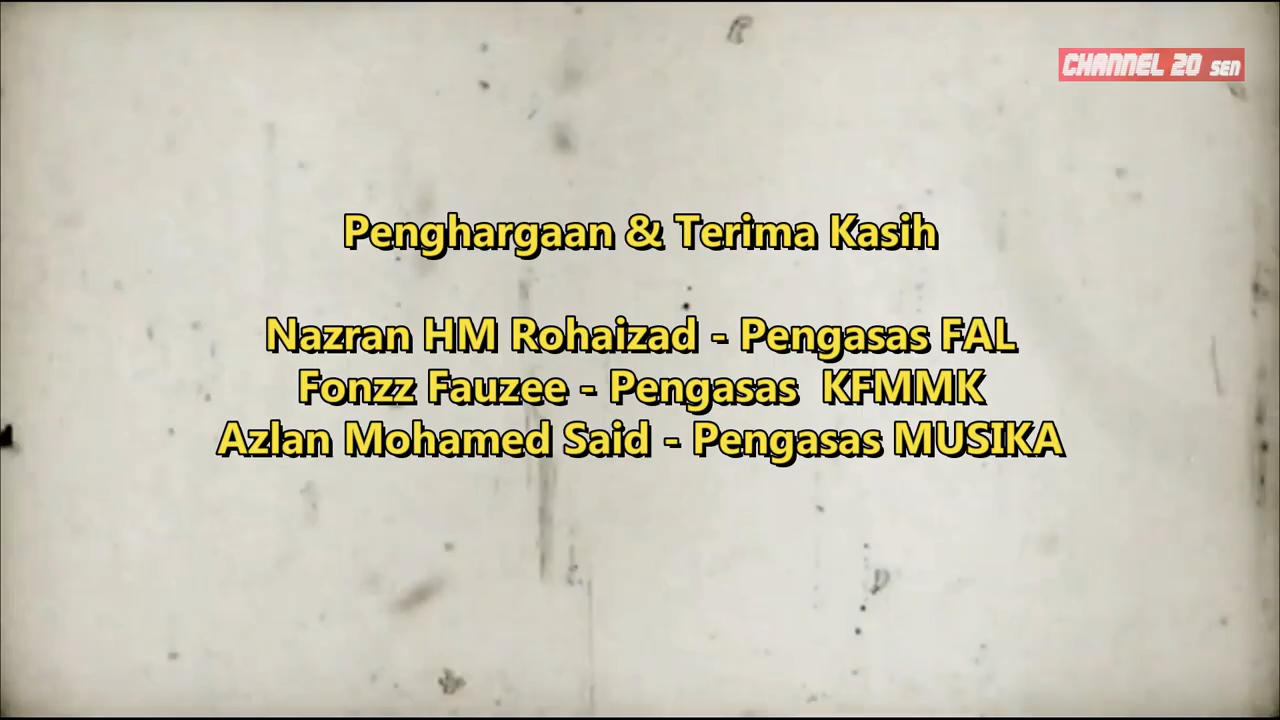 CHANNEL 20 SEN
Penghargaan & Terima Kasih
Nazran HM Rohaizad - Pengasas FAL
Fonzz Fauzee - Pengasas  KFMMK
Azlan Mohamed Said - Pengasas MUSIKA